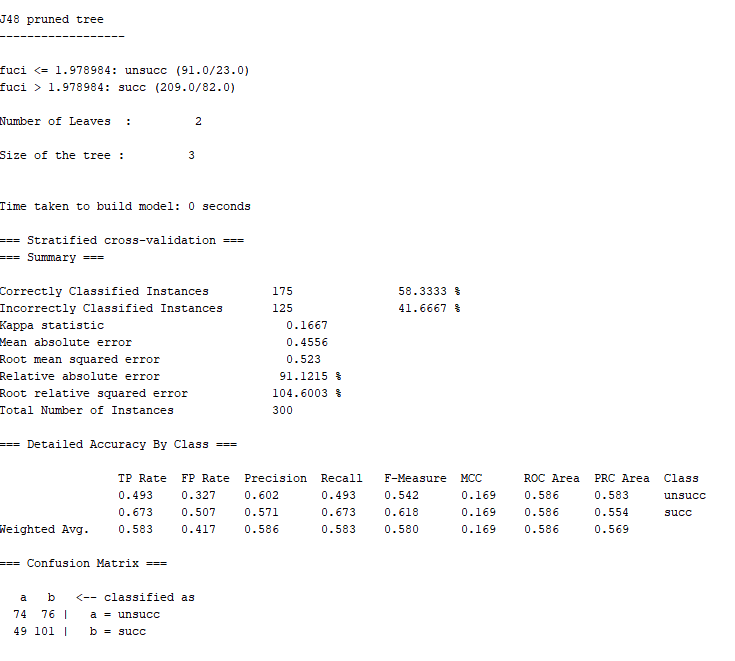 J48 pruned tree
------------------
fuci <= 1.978984: unsucc (91.0/23.0)
fuci > 1.978984: succ (209.0/82.0)
Number of Leaves  :         2
Size of the tree :         3
Time taken to build model: 0 seconds
=== Stratified cross-validation ===
=== Summary ===
Correctly Classified Instances         175               58.3333 %
Incorrectly Classified Instances       125               41.6667 %
Kappa statistic                          0.1667
Mean absolute error                      0.4556
Root mean squared error                  0.523
Relative absolute error                 91.1215 %
Root relative squared error            104.6003 %
Total Number of Instances              300
=== Detailed Accuracy By Class ===
                 TP Rate  FP Rate  Precision  Recall   F-Measure  MCC      ROC Area  PRC Area  Class
                 0.493    0.327    0.602      0.493    0.542      0.169    0.586     0.583     unsucc
                 0.673    0.507    0.571      0.673    0.618      0.169    0.586     0.554     succ
Weighted Avg.    0.583    0.417    0.586      0.583    0.580      0.169    0.586     0.569
=== Confusion Matrix ===
   a   b   <-- classified as
  74  76 |   a = unsucc
  49 101 |   b = succ